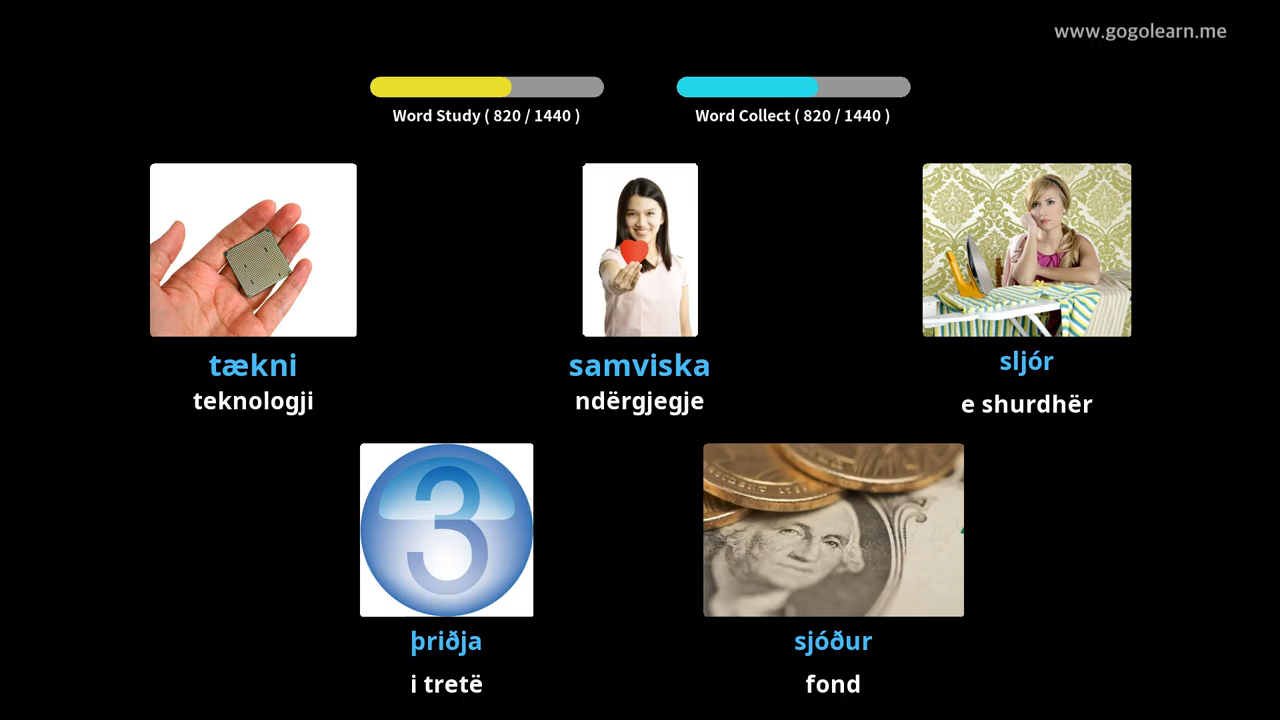 www.gogolearn.me
Word Study ( 820 / 1440 )
Word Collect ( 820 / 1440 )
tækni
teknologji
samviska
ndërgjegje
sljór
e shurdhër
3
þriðja
i tretë
sjóður
fond